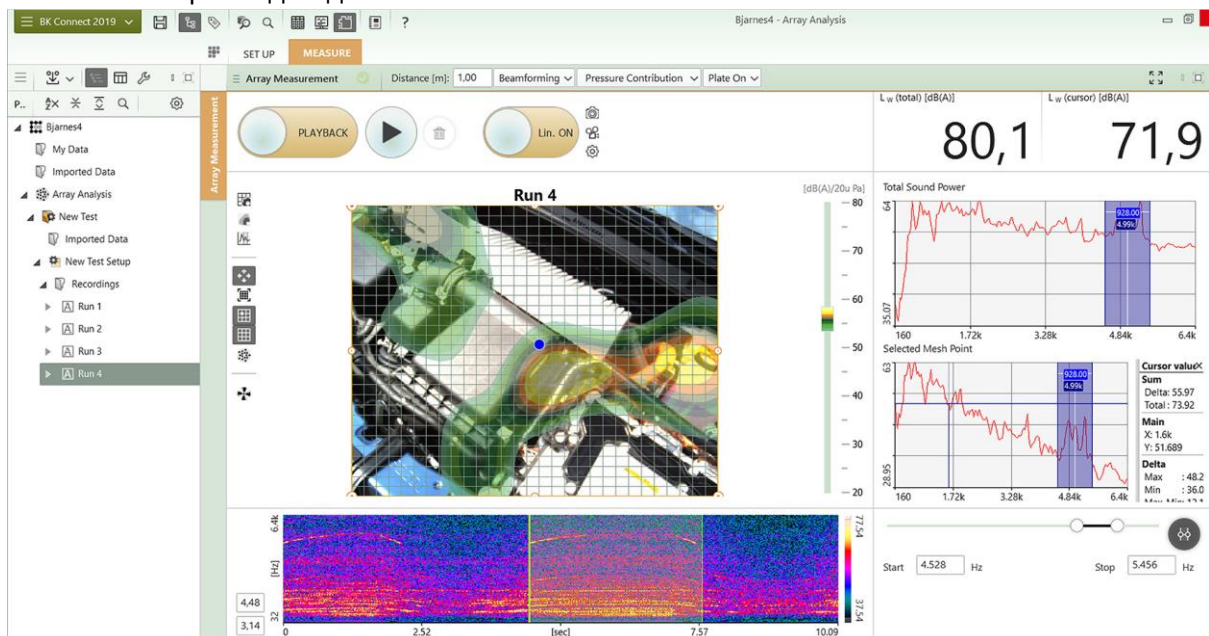 BK Connect 2019
?
Bjarnes4 - Array Analysis
SET UP
MEASURE
Array Measurement
Distance [m]:
1,00
Beamforming
Pressure Contribution
Plate On
P..
Bjarnes4
My Data
Imported Data
Array Analysis
New Test
Imported Data
New Test Setup
Recordings
A Run 1
A Run 2
A Run 3
A Run 4
Array Measurement
PLAYBACK
Lin. ON
L w (total) [dB(A)]
80,1
L w (cursor) [dB(A)]
71,9
Run 4
[dB(A)/20u Pa]
80
70
60
50
40
30
20
Total Sound Power
64
35.07
928.00
4.99k
160
1.72k
3.28k
4.84k
6.4k
Selected Mesh Point
63
28.95
928.00
4.99k
160
1.72k
3.28k
4.84k
6.4k
Cursor value
Sum
Delta: 55.97
Total : 73.92
Main
X: 1.6k
Y: 51.689
Delta
Max : 48.2
Min : 36.0
6.4k
[Hz]
32
4,48
3,14
0
2.52
[sec]
7.57
10.09
77.54
37.54
Start
4.528
Hz
Stop
5.456
Hz